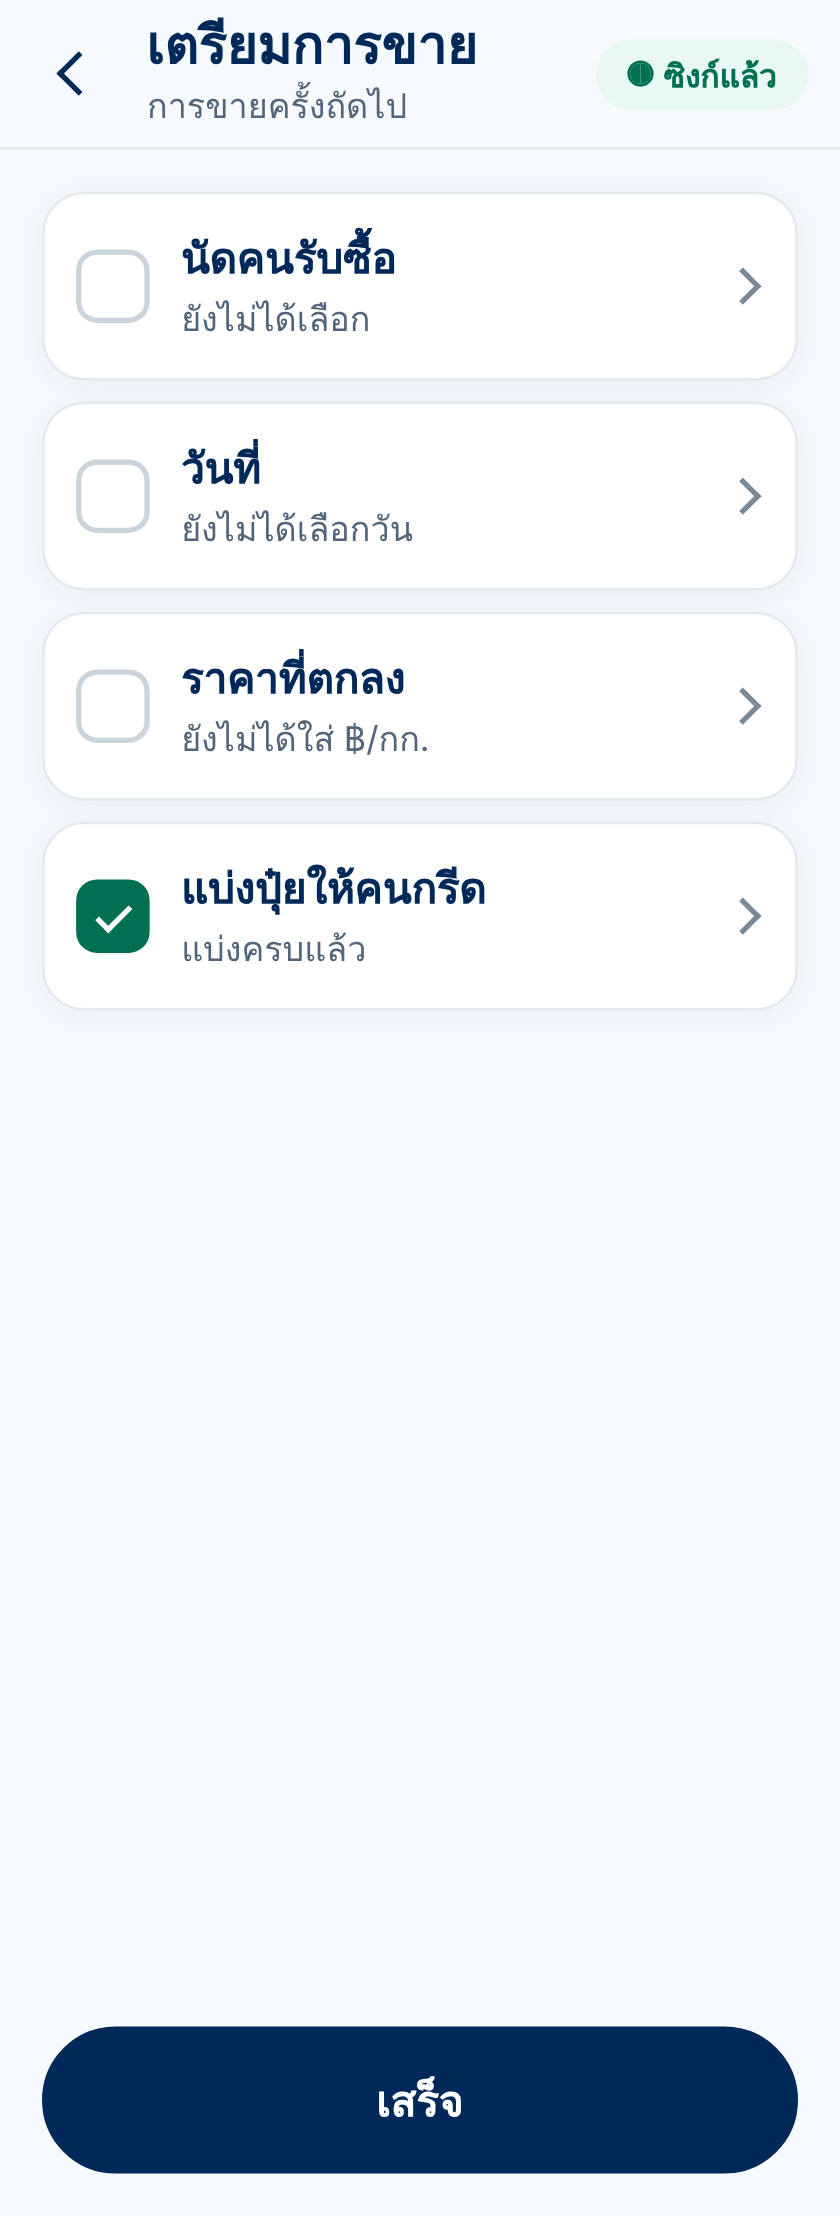 เตรียมการขาย
การขายครั้งถัดไป
ซิงก์แล้ว
นัดคนรับซื้อ
ยังไม่ได้เลือก
วันที่
ยังไม่ได้เลือกวัน
ราคาที่ตกลง
ยังไม่ได้ใส่ ฿/กก.
แบ่งปุ๋ยให้คนกรีด
แบ่งครบแล้ว
เสร็จ